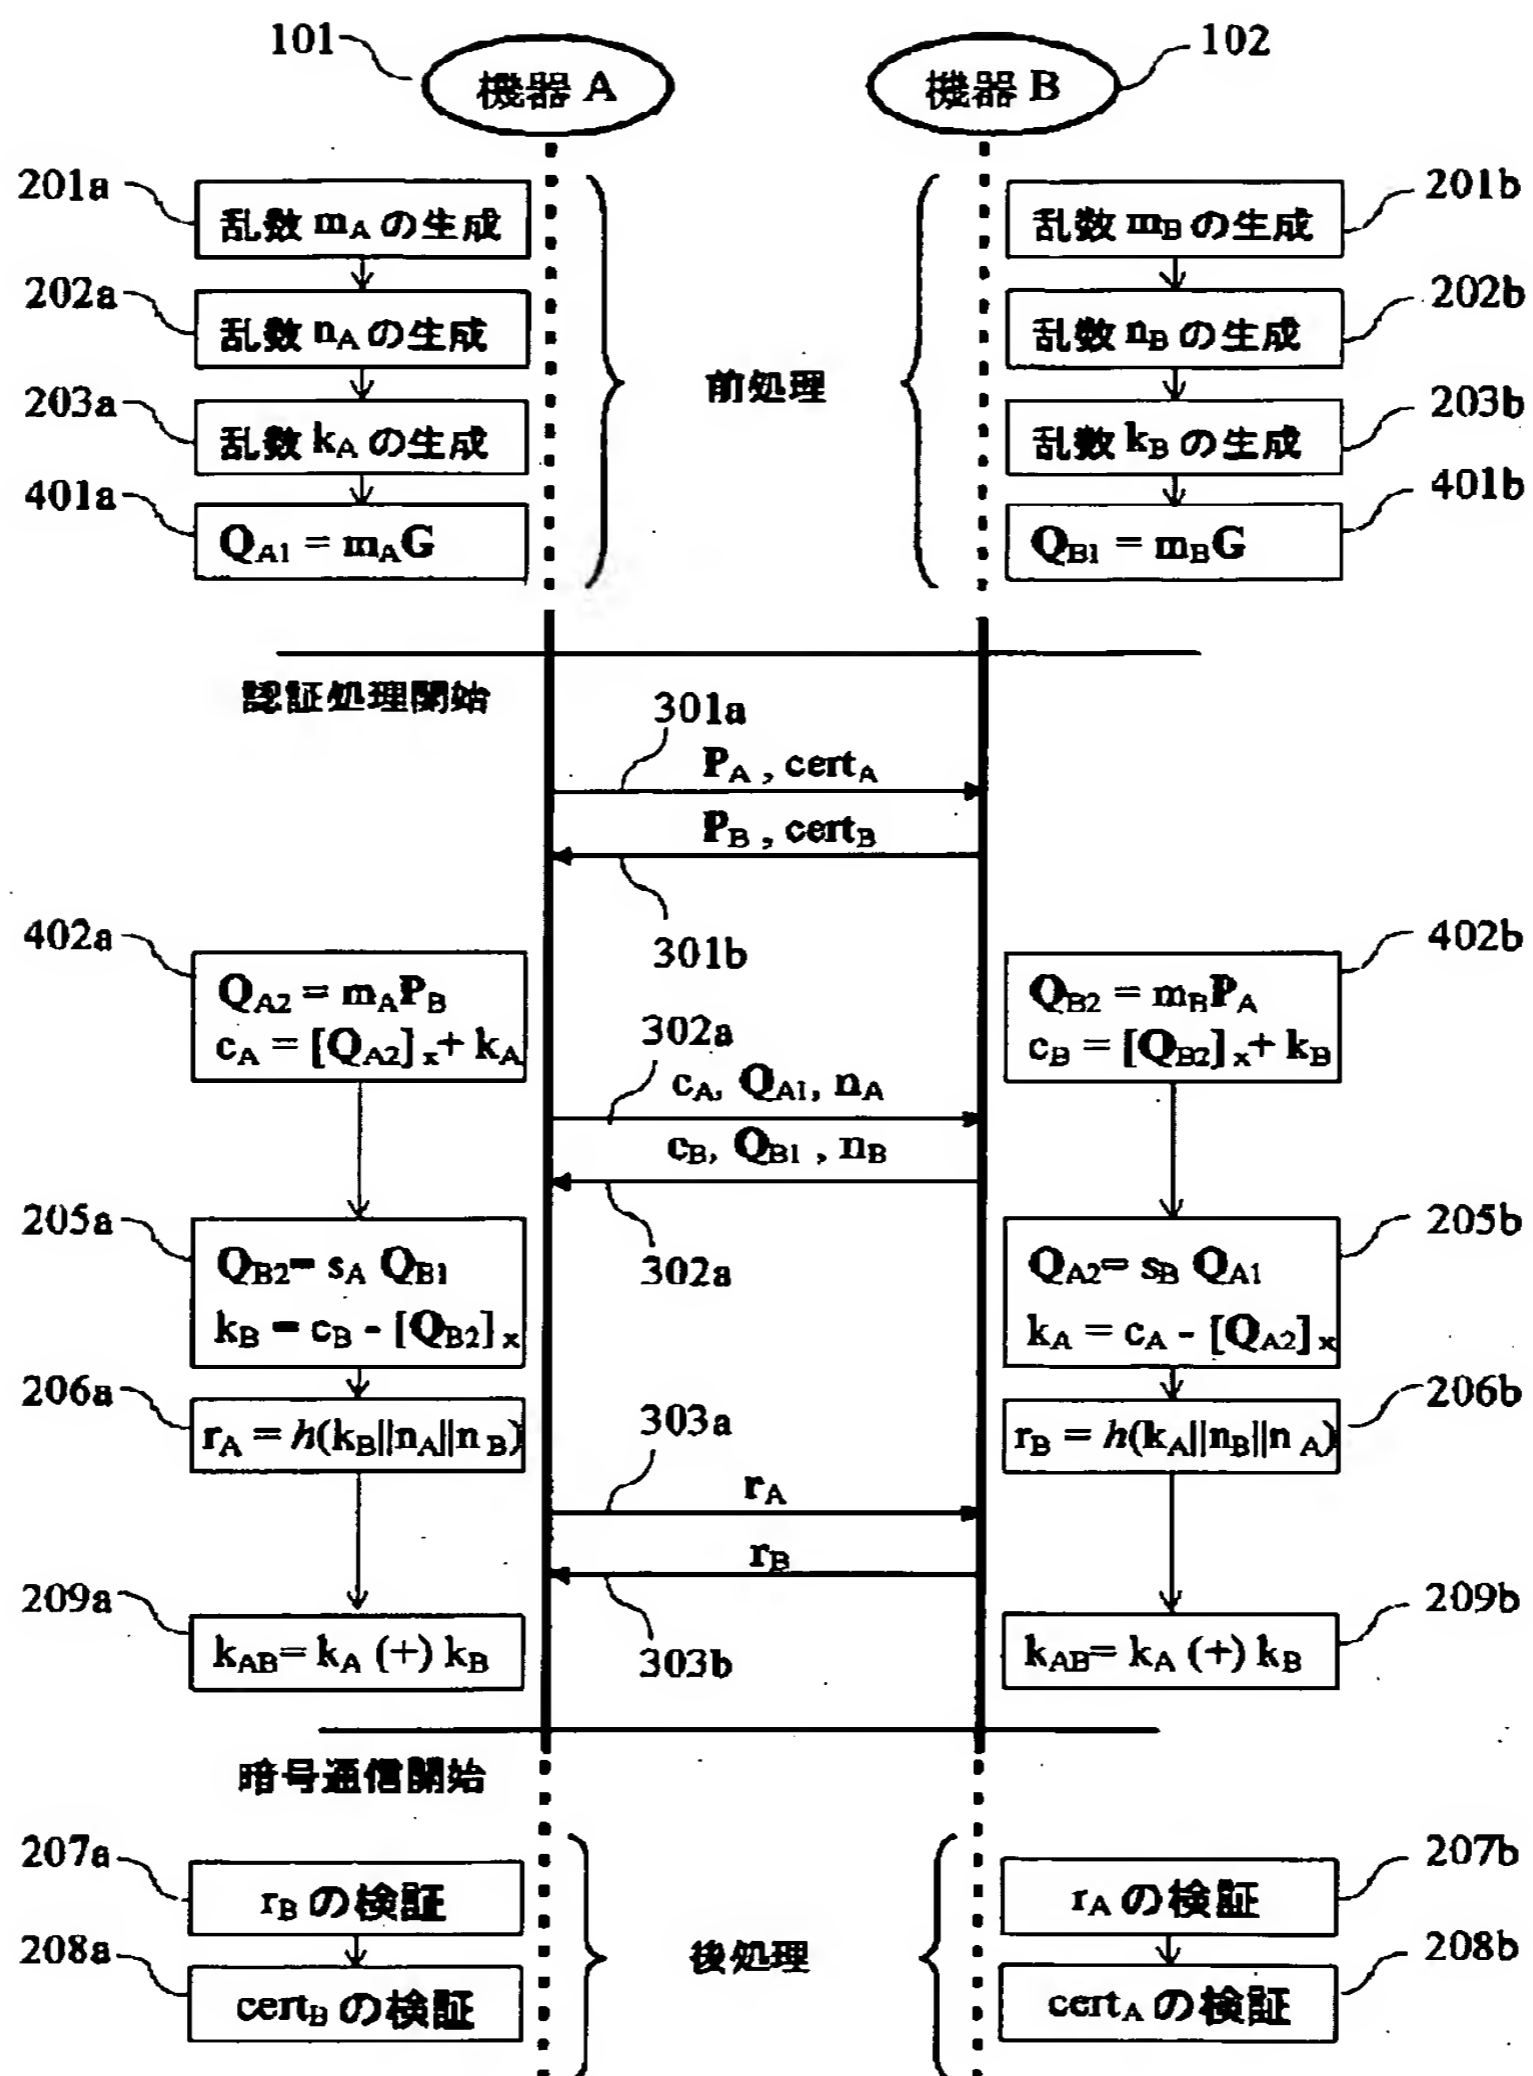 101
機器 A
機器 B
102
201a
乱数 mA の生成
乱数 mB の生成
201b
202a
乱数 nA の生成
乱数 nB の生成
202b
前処理
203a
乱数 kA の生成
乱数 kB の生成
203b
401a
QA1 = mAG
QB1 = mBG
401b
認証処理開始
301a
PA , certA
PB , certB
301b
402a
QA2 = mAPB
cA = [QA2]x + kA
QB2 = mBPA
cB = [QB2]x + kB
402b
302a
cA, QA1, nA
cB, QB1 , nB
302a
205a
QB2= sA QB1
kB = cB - [QB2]x
QA2= sB QA1
kA = cA - [QA2]x
205b
206a
rA = h(kB||nA||n B)
rB = h(kA||nB||n A)
206b
303a
rA
rB
303b
209a
kAB= kA (+) kB
kAB= kA (+) kB
209b
暗号通信開始
207a
rB の検証
rA の検証
207b
後処理
208a
certB の検証
certA の検証
208b